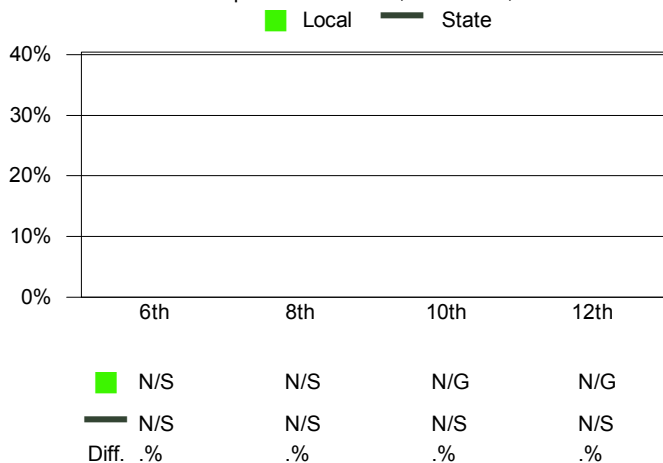 Local State
40%
30%
20%
10%
0%
6th 8th 10th 12th
N/S N/S N/G N/G
N/S N/S N/S N/S
Diff. .% .% .% .%